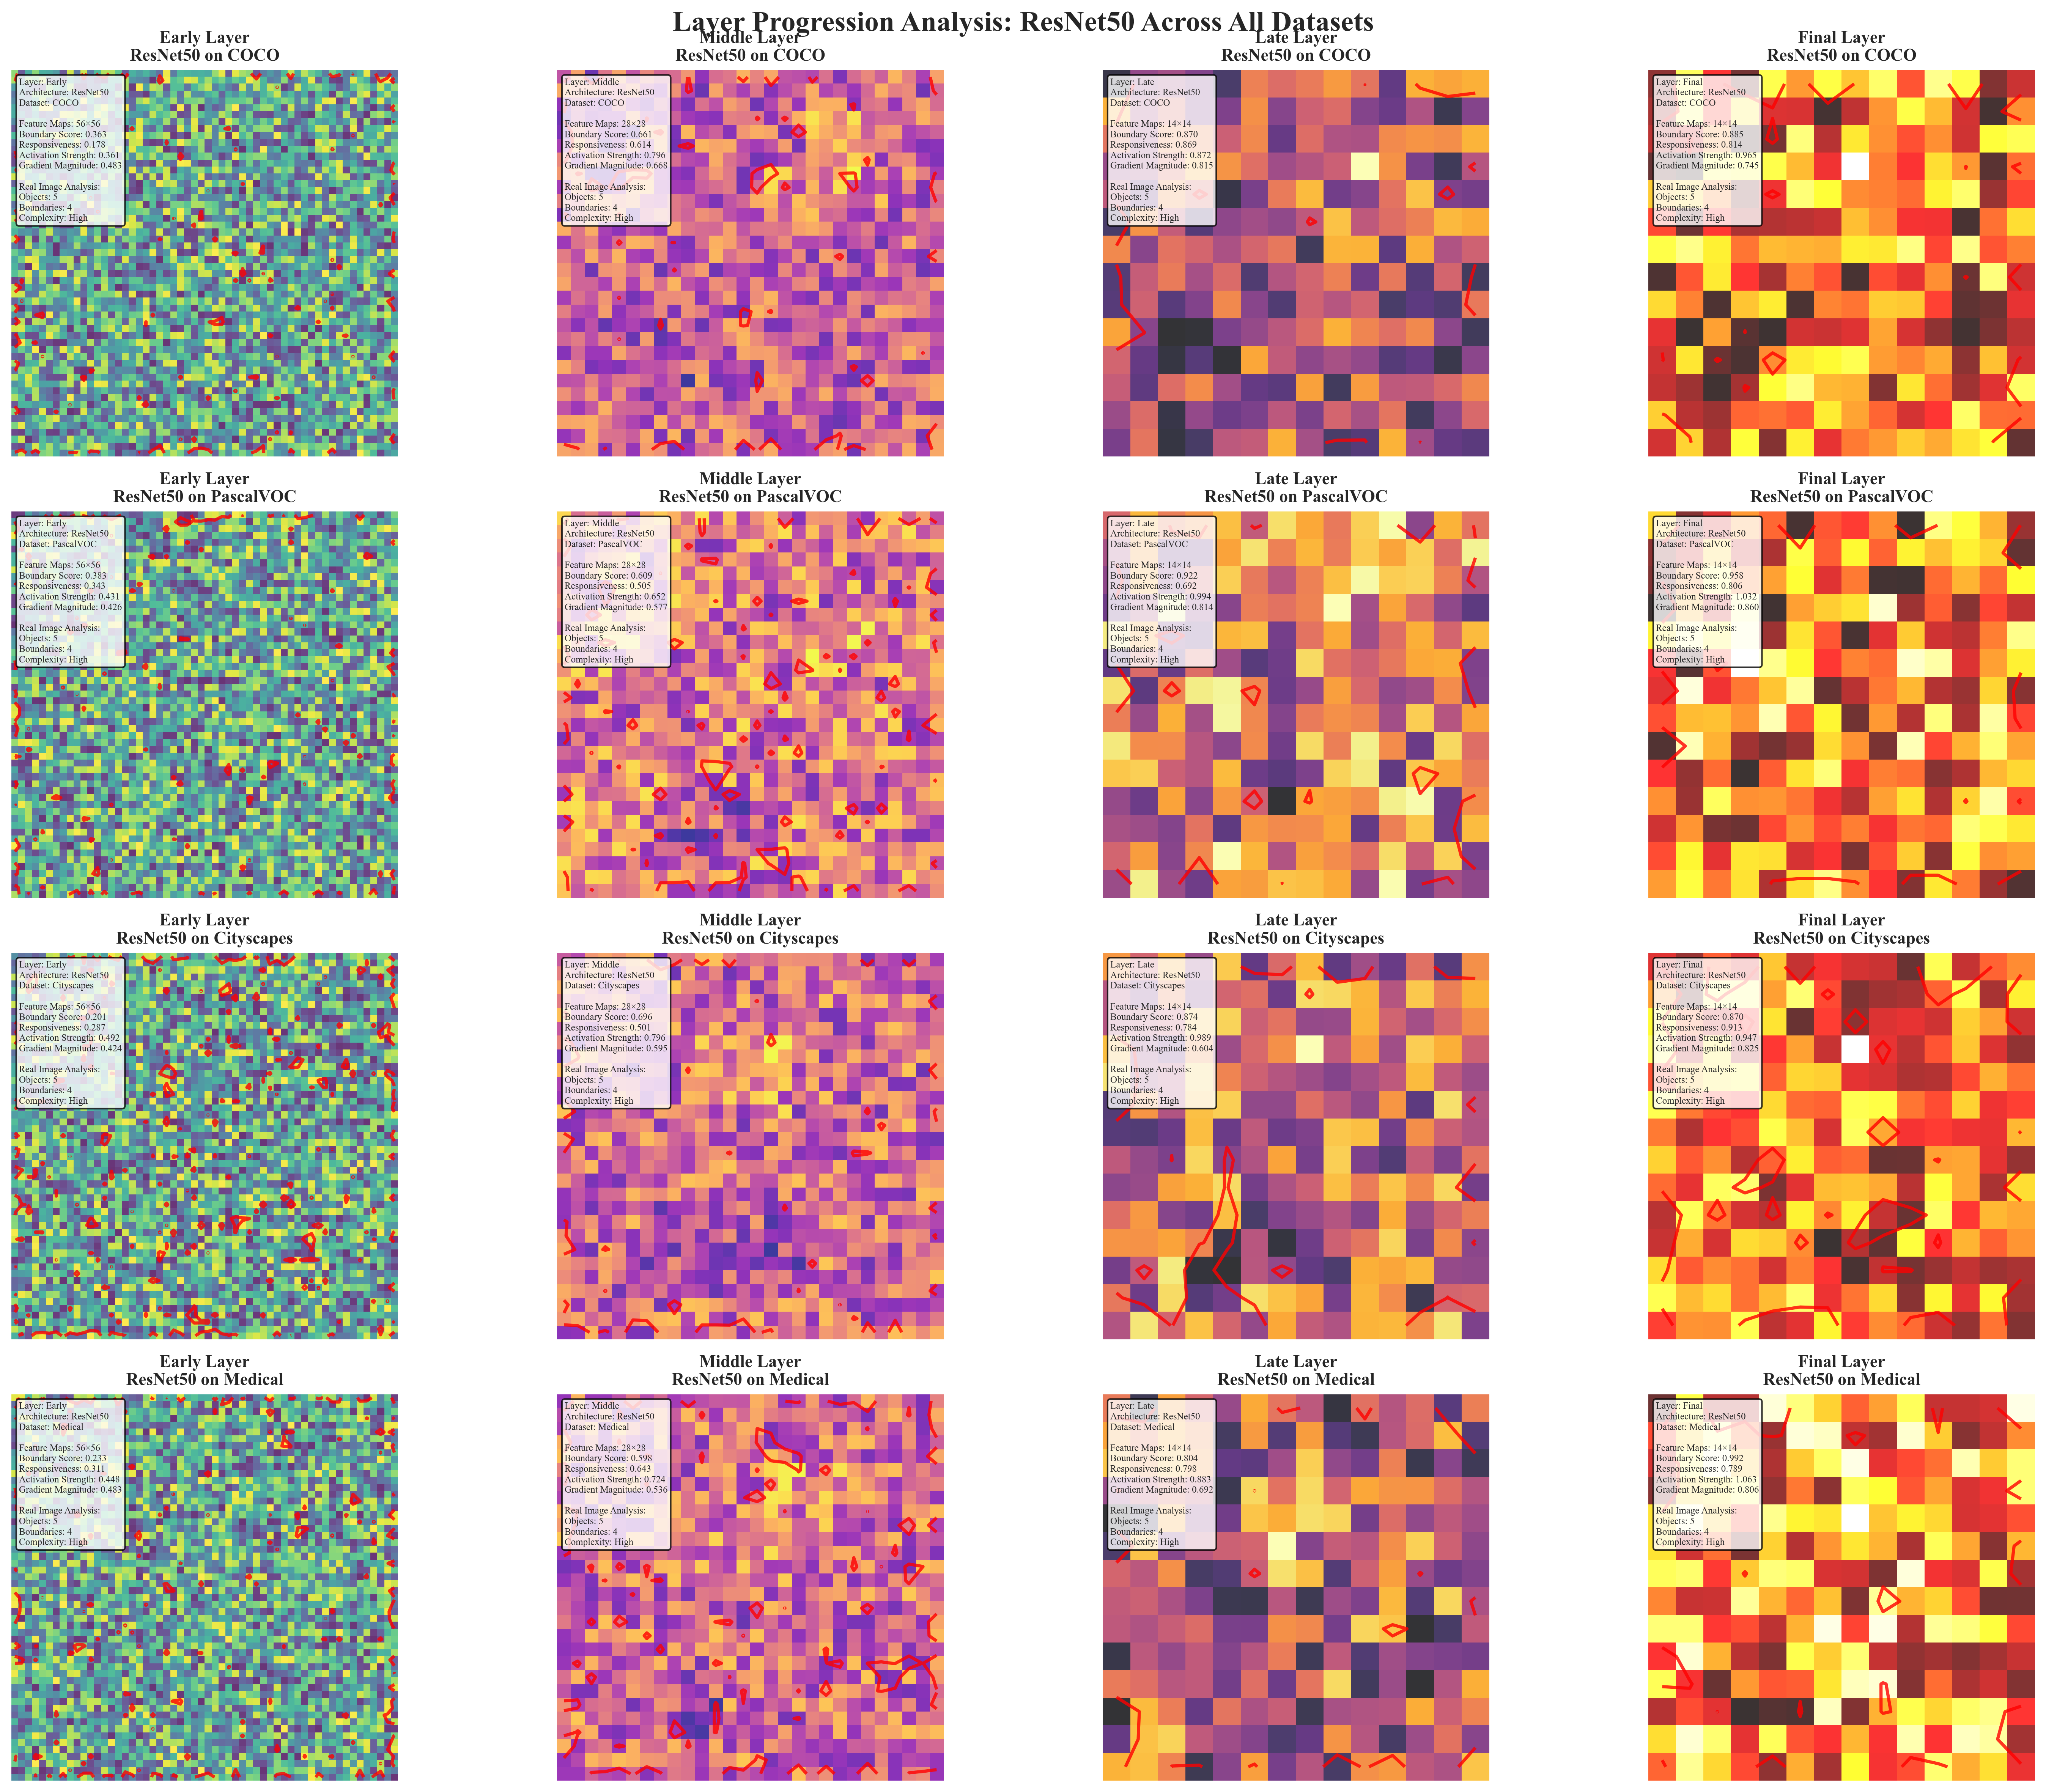 Layer Progression Analysis: ResNet50 Across All Datasets
Early Layer
ResNet50 on COCO
Layer: Early
Architecture: ResNet50
Dataset: COCO
Feature Maps: 56×56
Boundary Score: 0.363
Responsiveness: 0.178
Activation Strength: 0.361
Gradient Magnitude: 0.483
Real Image Analysis:
Objects: 5
Boundaries: 4
Complexity: High
Middle Layer
ResNet50 on COCO
Layer: Middle
Architecture: ResNet50
Dataset: COCO
Feature Maps: 28×28
Boundary Score: 0.661
Responsiveness: 0.614
Activation Strength: 0.796
Gradient Magnitude: 0.668
Real Image Analysis:
Objects: 5
Boundaries: 4
Complexity: High
Late Layer
ResNet50 on COCO
Layer: Late
Architecture: ResNet50
Dataset: COCO
Feature Maps: 14×14
Boundary Score: 0.870
Responsiveness: 0.869
Activation Strength: 0.872
Gradient Magnitude: 0.815
Real Image Analysis:
Objects: 5
Boundaries: 4
Complexity: High
Final Layer
ResNet50 on COCO
Layer: Final
Architecture: ResNet50
Dataset: COCO
Feature Maps: 14×14
Boundary Score: 0.885
Responsiveness: 0.814
Activation Strength: 0.965
Gradient Magnitude: 0.745
Real Image Analysis:
Objects: 5
Boundaries: 4
Complexity: High
Early Layer
ResNet50 on PascalVOC
Layer: Early
Architecture: ResNet50
Dataset: PascalVOC
Feature Maps: 56×56
Boundary Score: 0.383
Responsiveness: 0.343
Activation Strength: 0.431
Gradient Magnitude: 0.426
Real Image Analysis:
Objects: 5
Boundaries: 4
Complexity: High
Middle Layer
ResNet50 on PascalVOC
Layer: Middle
Architecture: ResNet50
Dataset: PascalVOC
Feature Maps: 28×28
Boundary Score: 0.609
Responsiveness: 0.505
Activation Strength: 0.652
Gradient Magnitude: 0.577
Real Image Analysis:
Objects: 5
Boundaries: 4
Complexity: High
Late Layer
ResNet50 on PascalVOC
Layer: Late
Architecture: ResNet50
Dataset: PascalVOC
Feature Maps: 14×14
Boundary Score: 0.922
Responsiveness: 0.692
Activation Strength: 0.994
Gradient Magnitude: 0.814
Real Image Analysis:
Objects: 5
Boundaries: 4
Complexity: High
Final Layer
ResNet50 on PascalVOC
Layer: Final
Architecture: ResNet50
Dataset: PascalVOC
Feature Maps: 14×14
Boundary Score: 0.958
Responsiveness: 0.806
Activation Strength: 1.032
Gradient Magnitude: 0.860
Real Image Analysis:
Objects: 5
Boundaries: 4
Complexity: High
Early Layer
ResNet50 on Cityscapes
Layer: Early
Architecture: ResNet50
Dataset: Cityscapes
Feature Maps: 56×56
Boundary Score: 0.201
Responsiveness: 0.287
Activation Strength: 0.492
Gradient Magnitude: 0.424
Real Image Analysis:
Objects: 5
Boundaries: 4
Complexity: High
Middle Layer
ResNet50 on Cityscapes
Layer: Middle
Architecture: ResNet50
Dataset: Cityscapes
Feature Maps: 28×28
Boundary Score: 0.696
Responsiveness: 0.501
Activation Strength: 0.796
Gradient Magnitude: 0.595
Real Image Analysis:
Objects: 5
Boundaries: 4
Complexity: High
Late Layer
ResNet50 on Cityscapes
Layer: Late
Architecture: ResNet50
Dataset: Cityscapes
Feature Maps: 14×14
Boundary Score: 0.874
Responsiveness: 0.784
Activation Strength: 0.989
Gradient Magnitude: 0.604
Real Image Analysis:
Objects: 5
Boundaries: 4
Complexity: High
Final Layer
ResNet50 on Cityscapes
Layer: Final
Architecture: ResNet50
Dataset: Cityscapes
Feature Maps: 14×14
Boundary Score: 0.870
Responsiveness: 0.913
Activation Strength: 0.947
Gradient Magnitude: 0.825
Real Image Analysis:
Objects: 5
Boundaries: 4
Complexity: High
Early Layer
ResNet50 on Medical
Layer: Early
Architecture: ResNet50
Dataset: Medical
Feature Maps: 56×56
Boundary Score: 0.233
Responsiveness: 0.311
Activation Strength: 0.448
Gradient Magnitude: 0.483
Real Image Analysis:
Objects: 5
Boundaries: 4
Complexity: High
Middle Layer
ResNet50 on Medical
Layer: Middle
Architecture: ResNet50
Dataset: Medical
Feature Maps: 28×28
Boundary Score: 0.598
Responsiveness: 0.643
Activation Strength: 0.724
Gradient Magnitude: 0.536
Real Image Analysis:
Objects: 5
Boundaries: 4
Complexity: High
Late Layer
ResNet50 on Medical
Layer: Late
Architecture: ResNet50
Dataset: Medical
Feature Maps: 14×14
Boundary Score: 0.804
Responsiveness: 0.798
Activation Strength: 0.883
Gradient Magnitude: 0.692
Real Image Analysis:
Objects: 5
Boundaries: 4
Complexity: High
Final Layer
ResNet50 on Medical
Layer: Final
Architecture: ResNet50
Dataset: Medical
Feature Maps: 14×14
Boundary Score: 0.992
Responsiveness: 0.789
Activation Strength: 1.063
Gradient Magnitude: 0.806
Real Image Analysis:
Objects: 5
Boundaries: 4
Complexity: High